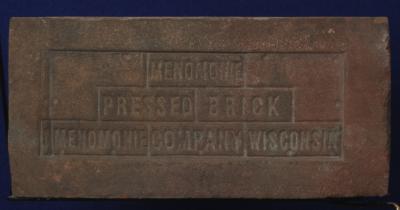 MENOMONIE
PRESSED BRICK
MENOMONIE COMPANY WISCONSIN